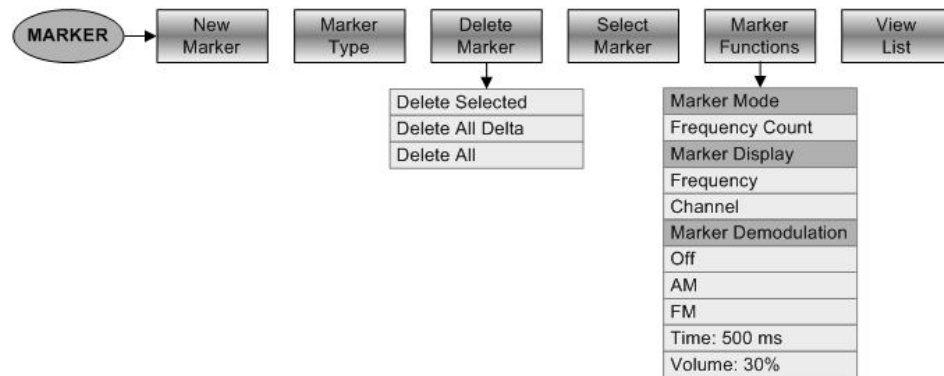 MARKER
New
Marker
Marker
Type
Delete
Marker
Select
Marker
Marker
Functions
View
List
Delete Selected
Delete All Delta
Delete All
Marker Mode
Frequency Count
Marker Display
Frequency
Channel
Marker Demodulation
Off
AM
FM
Time: 500 ms
Volume: 30%